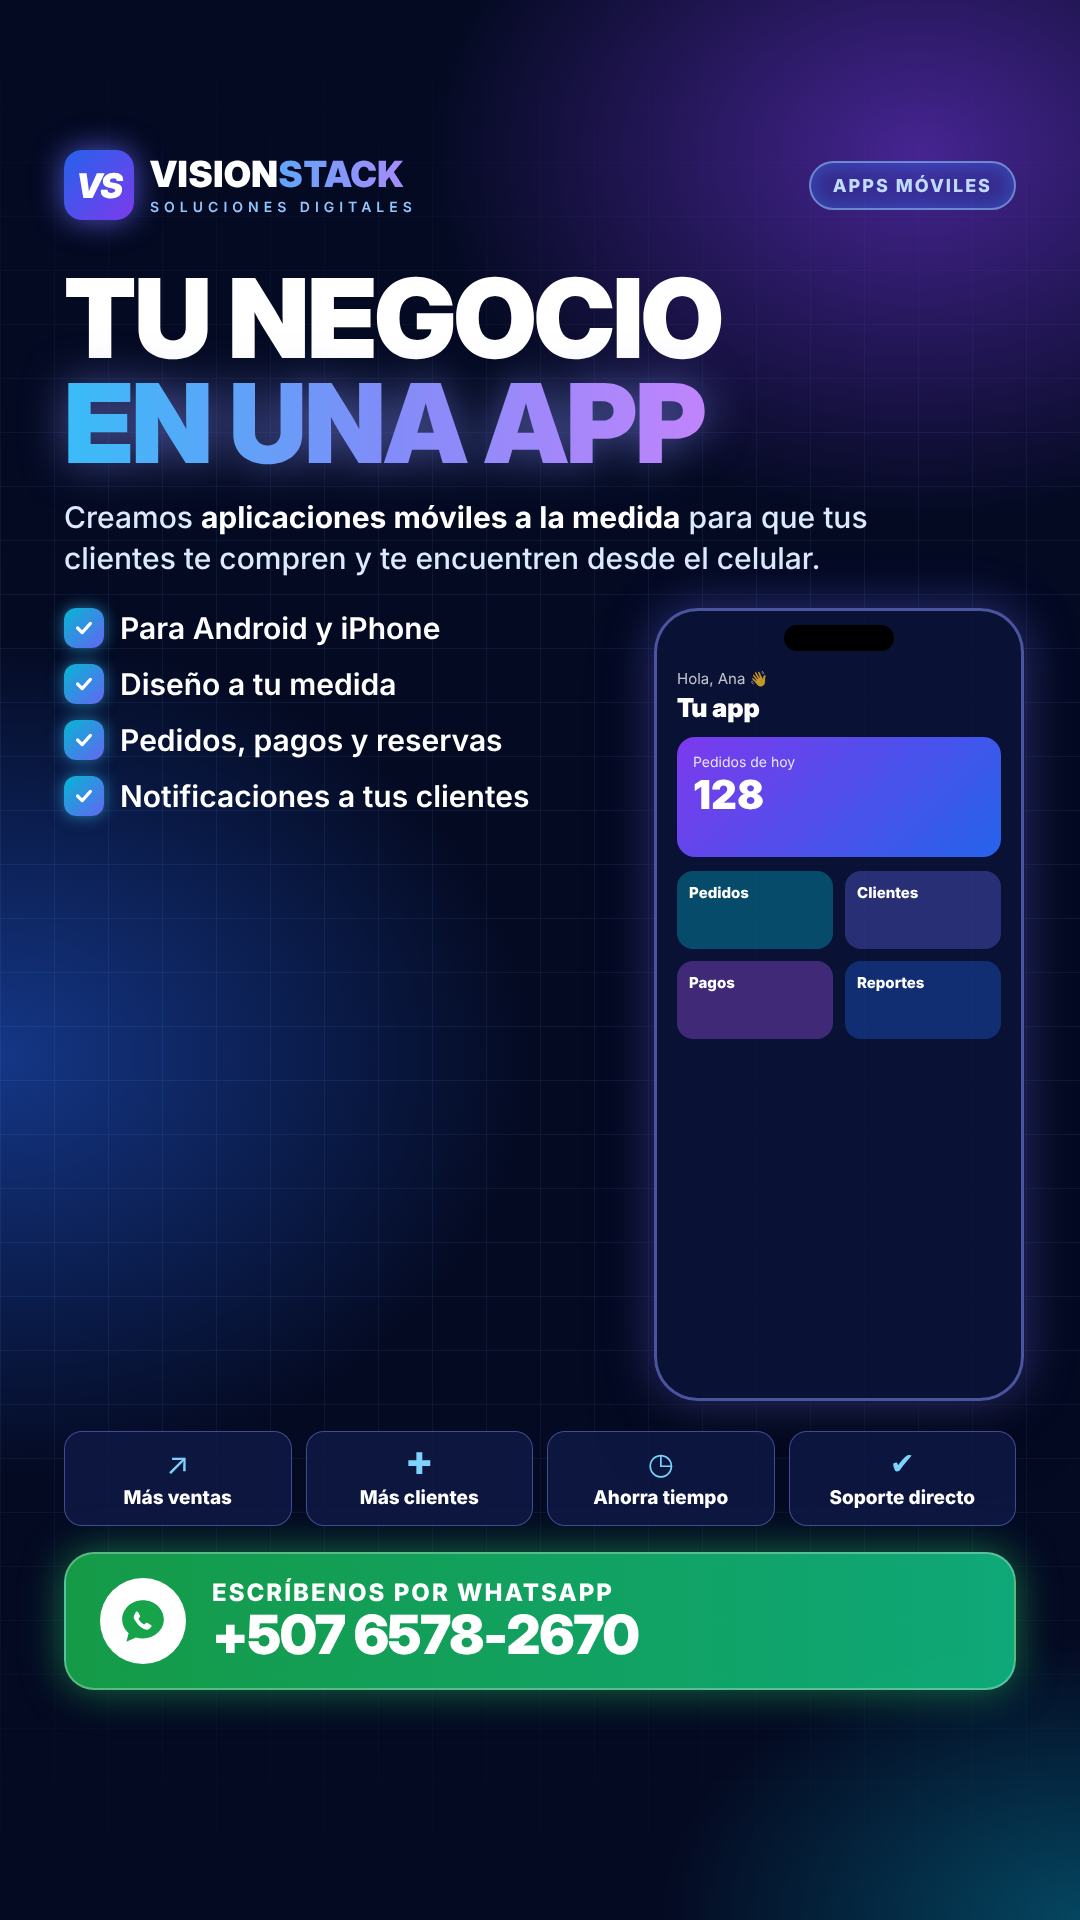 VS
VISIONSTACK
SOLUCIONES DIGITALES
APPS MÓVILES
TU NEGOCIO
EN UNA APP
Creamos aplicaciones móviles a la medida para que tus
clientes te compren y te encuentren desde el celular.
Para Android y iPhone
Diseño a tu medida
Pedidos, pagos y reservas
Notificaciones a tus clientes
Hola, Ana 👋
Tu app
Pedidos de hoy
128
Pedidos
Clientes
Pagos
Reportes
Más ventas
Más clientes
Ahorra tiempo
Soporte directo
ESCRÍBENOS POR WHATSAPP
+507 6578-2670